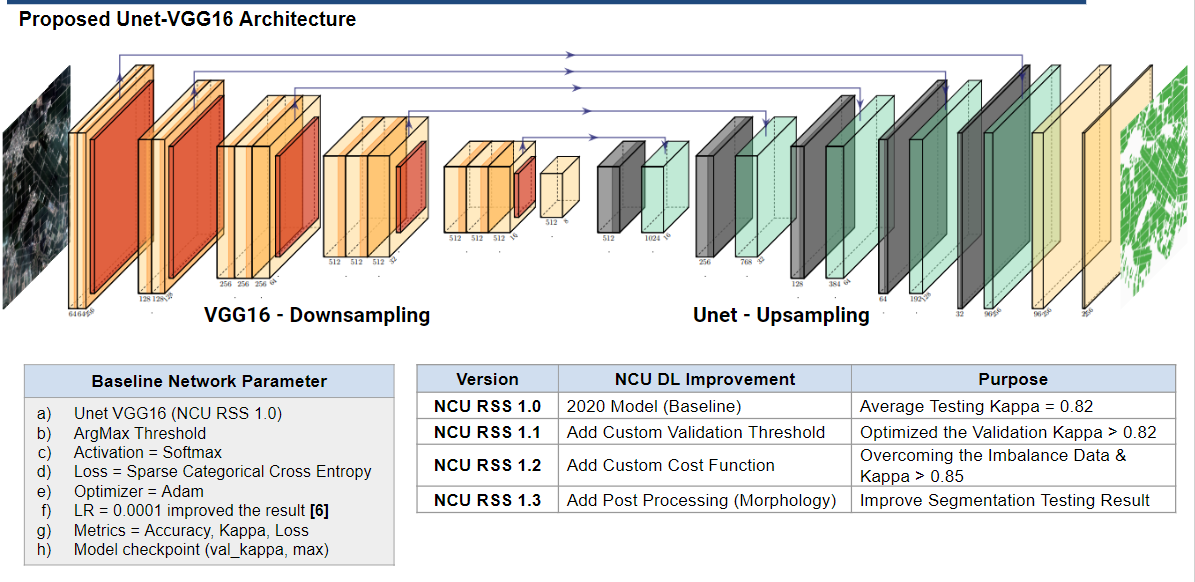 Proposed Unet-VGG16 Architecture
64 64 256
128 128 128
256 256 256 64
512 512 512 32
512 512 512 16
512 8
512
1024 16
256
768 32
128
384 64
64
192 128
32
96 256
96 256
2 256
VGG16 - Downsampling
Unet - Upsampling
Baseline Network Parameter
a) Unet VGG16 (NCU RSS 1.0)
b) ArgMax Threshold
c) Activation = Softmax
d) Loss = Sparse Categorical Cross Entropy
e) Optimizer = Adam
f) LR = 0.0001 improved the result [6]
g) Metrics = Accuracy, Kappa, Loss
h) Model checkpoint (val_kappa, max)
Version NCU DL Improvement Purpose
NCU RSS 1.0 2020 Model (Baseline) Average Testing Kappa = 0.82
NCU RSS 1.1 Add Custom Validation Threshold Optimized the Validation Kappa > 0.82
NCU RSS 1.2 Add Custom Cost Function Overcoming the Imbalance Data &
Kappa > 0.85
NCU RSS 1.3 Add Post Processing (Morphology) Improve Segmentation Testing Result